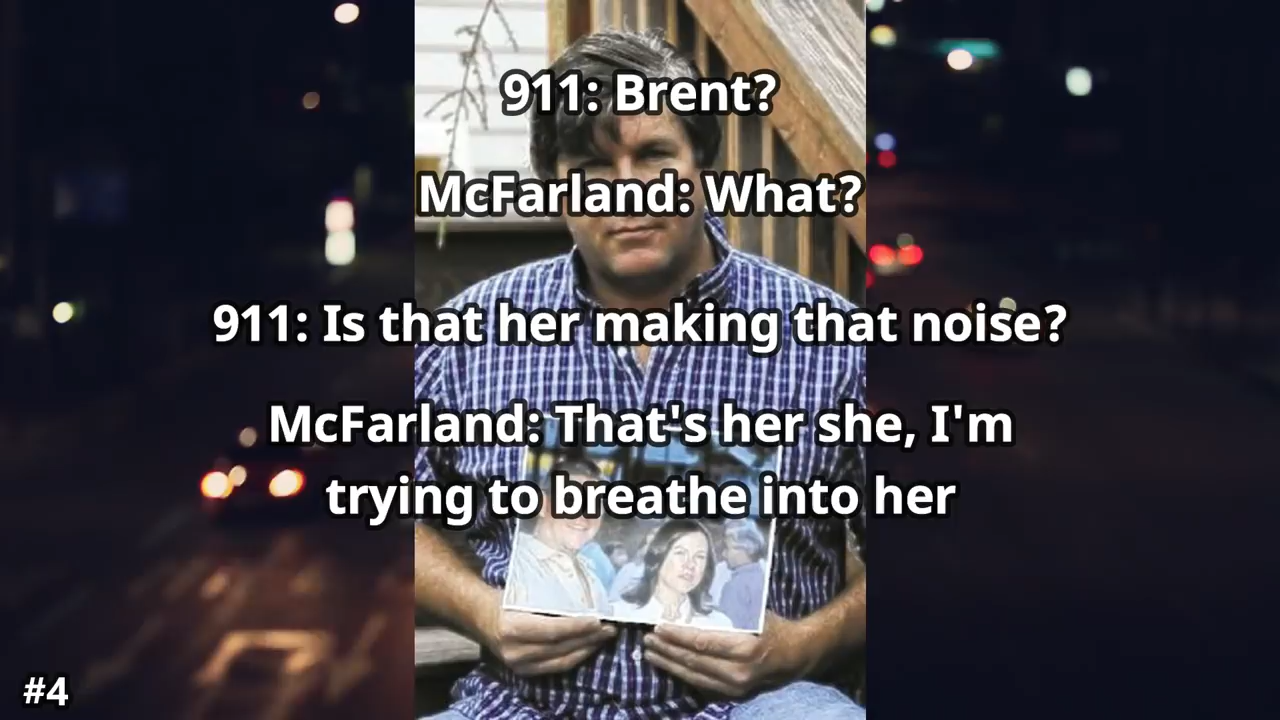 911: Brent?
McFarland: What?
911: Is that her making that noise?
McFarland: That's her she, I'm
trying to breathe into her
#4